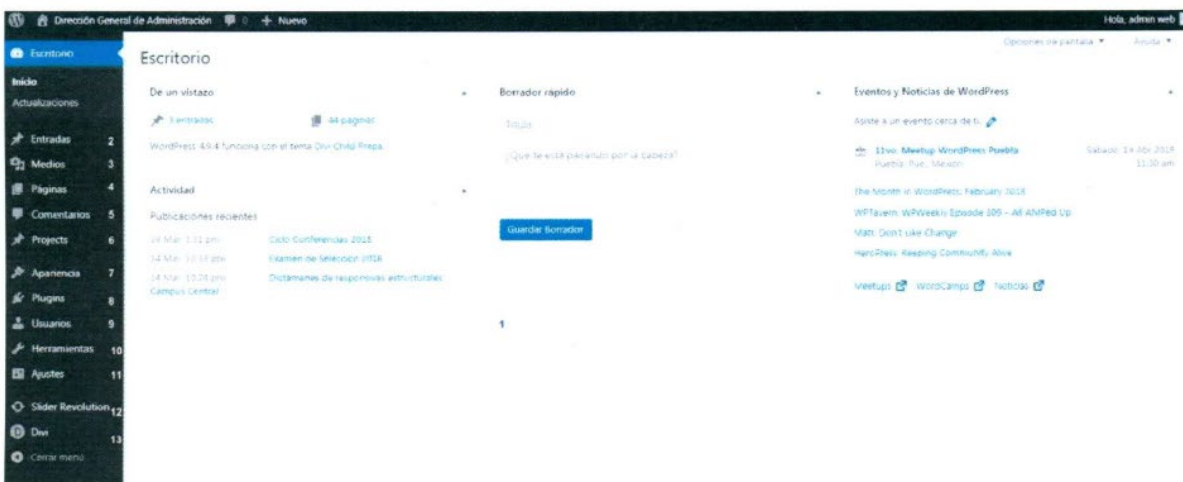 Dirección General de Administración 0 + Nuevo
Hola, admin web
Opciones de pantalla
Ayuda
Escritorio
Inicio
Actualizaciones
Entradas 2
Medios 3
Páginas 4
Comentarios 5
Projects 6
Apariencia 7
Plugins 8
Usuarios 9
Herramientas 10
Ajustes 11
Slider Revolution 12
Divi 13
Cerrar menú
Escritorio
De un vistazo
entradas
44 páginas
WordPress 4.9.4 funciona con el tema Divi Child Prepa.
Actividad
Publicaciones recientes
Ciclo Conferencias 2018
Examen de Selección 2018
Dictámenes de responsivas estructurales
Campus Central
Borrador rápido
Título
¿Qué te está pasando por la cabeza?
Guardar Borrador
1
Eventos y Noticias de WordPress
Asiste a un evento cerca de ti.
11vo. Meetup WordPress Puebla
Puebla, Pue., Mexico
11:30 am
The Month in WordPress: February 2018
WPTavern: WPWeekly Episode 309 – All AMPed Up
Matt: Don't Like Change
HeroPress: Keeping Community Alive
Meetups WordCamps Noticias